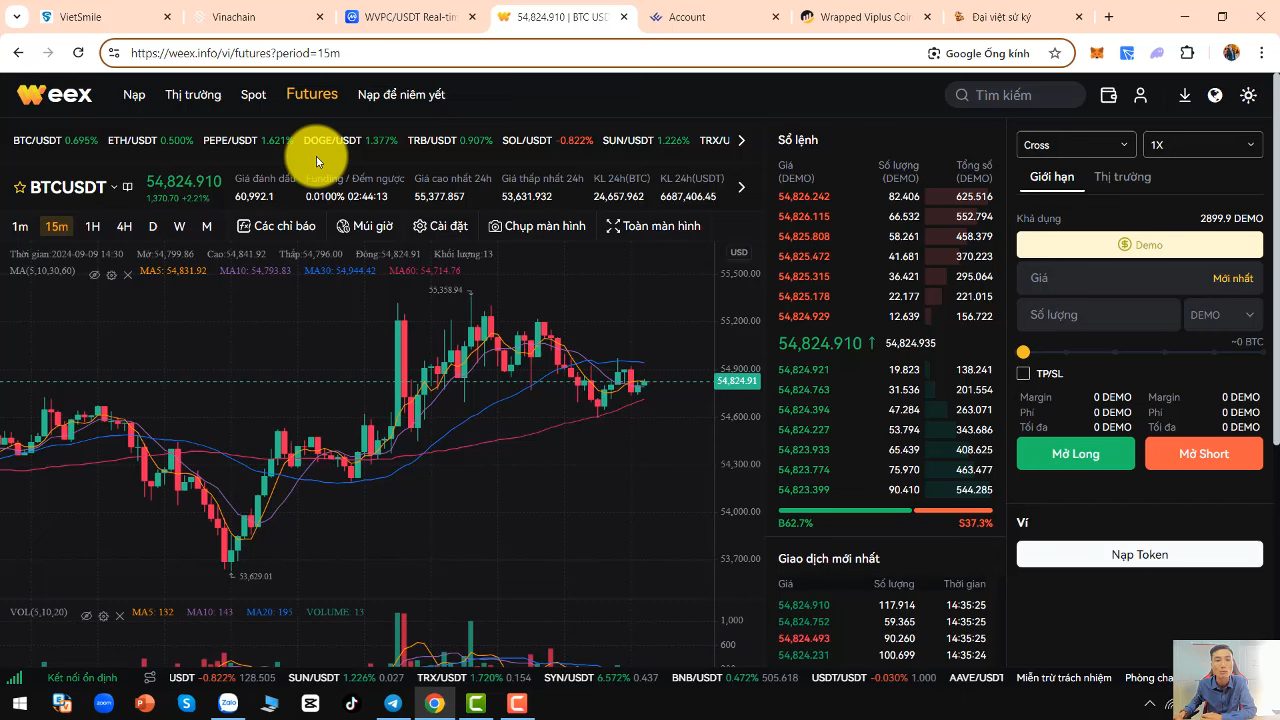 VietSmile
Vinachain
WVPC/USDT Real-tim
54,824.910 | BTC USD
Account
Wrapped Viplus Coin
Đại việt sử ký
https://weex.info/vi/futures?period=15m
Google Ống kính
weex
Nạp
Thị trường
Spot
Futures
Nạp để niêm yết
Tìm kiếm
BTC/USDT 0.695% ETH/USDT 0.500% PEPE/USDT 1.621% DOGE/USDT 1.377% TRB/USDT 0.907% SOL/USDT -0.822% SUN/USDT 1.226% TRX/U
BTCUSDT
54,824.910
1,370.70 +2.21%
Giá đánh dấu
60,992.1
Funding / Đếm ngược
0.0100% 02:44:13
Giá cao nhất 24h
55,377.857
Giá thấp nhất 24h
53,631.932
KL 24h(BTC)
24,657.962
KL 24h(USDT)
6687,406.45
1m 15m 1H 4H D W M
Các chỉ báo
Múi giờ
Cài đặt
Chụp màn hình
Toàn màn hình
Thời gian:2024-09-09 14:30 Mở:54,799.86 Cao:54,841.92 Thấp:54,796.00 Đóng:54,824.91 Khối lượng:13
MA(5,10,30,60) MA5: 54,831.92 MA10: 54,793.83 MA30: 54,944.42 MA60: 54,714.76
USD
55,500.00
55,358.94
55,200.00
54,900.00
54,824.91
54,600.00
54,300.00
54,000.00
53,700.00
53,629.01
VOL(5,10,20) MA5: 132 MA10: 143 MA20: 195 VOLUME: 13
1,000
600
Sổ lệnh
Giá (DEMO) Số lượng (DEMO) Tổng số (DEMO)
54,826.242 82.406 625.516
54,826.115 66.532 552.794
54,825.808 58.261 458.379
54,825.472 41.681 370.223
54,825.315 36.421 295.064
54,825.178 22.177 221.015
54,824.929 12.639 156.722
54,824.910 ↑ 54,824.935
54,824.921 19.823 138.241
54,824.763 31.536 201.554
54,824.394 47.284 263.071
54,824.227 53.794 343.686
54,823.933 65.439 408.625
54,823.774 75.970 463.477
54,823.399 90.410 544.285
B62.7% S37.3%
Giao dịch mới nhất
Giá Số lượng Thời gian
54,824.910 117.914 14:35:25
54,824.752 59.365 14:35:25
54,824.493 90.260 14:35:25
54,824.231 100.699 14:35:24
Cross
1X
Giới hạn
Thị trường
Khả dụng 2899.9 DEMO
Demo
Giá Mới nhất
Số lượng DEMO
~0 BTC
TP/SL
Margin 0 DEMO Margin 0 DEMO
Phí 0 DEMO Phí 0 DEMO
Tối đa 0 DEMO Tối đa 0 DEMO
Mở Long
Mở Short
Ví
Nạp Token
Kết nối ổn định
USDT -0.822% 128.505 SUN/USDT 1.226% 0.027 TRX/USDT 1.720% 0.154 SYN/USDT 6.572% 0.437 BNB/USDT 0.472% 505.618 USDT/USDT -0.030% 1.000 AAVE/USDT
Miễn trừ trách nhiệm
Phòng cha
zoom
Zalo